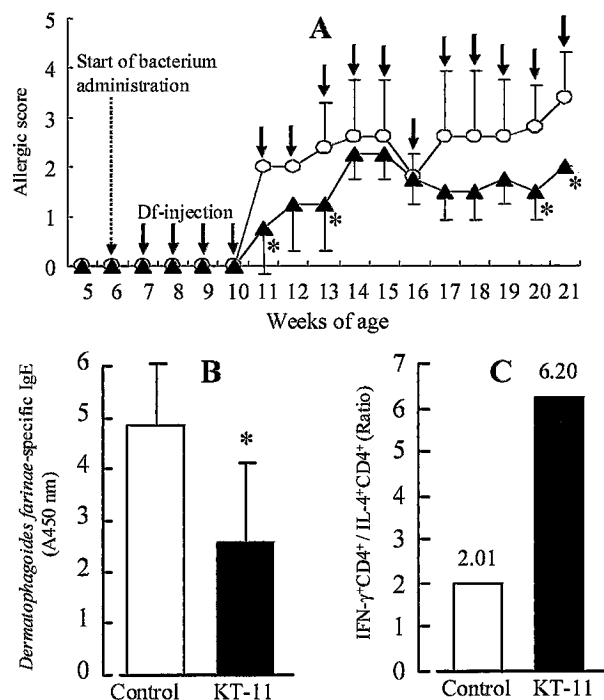 A
Allergic score
5
4
3
2
1
0
Start of bacterium
administration
Df-injection
*
*
*
*
5 6 7 8 9 10 11 12 13 14 15 16 17 18 19 20 21
Weeks of age
B
Dermatophagoides farinae-specific IgE
(A450 nm)
6
5
4
3
2
1
0
*
Control KT-11
C
IFN-γ⁺CD4⁺ / IL-4⁺CD4⁺ (Ratio)
7
6
5
4
3
2
1
0
2.01
6.20
Control KT-11